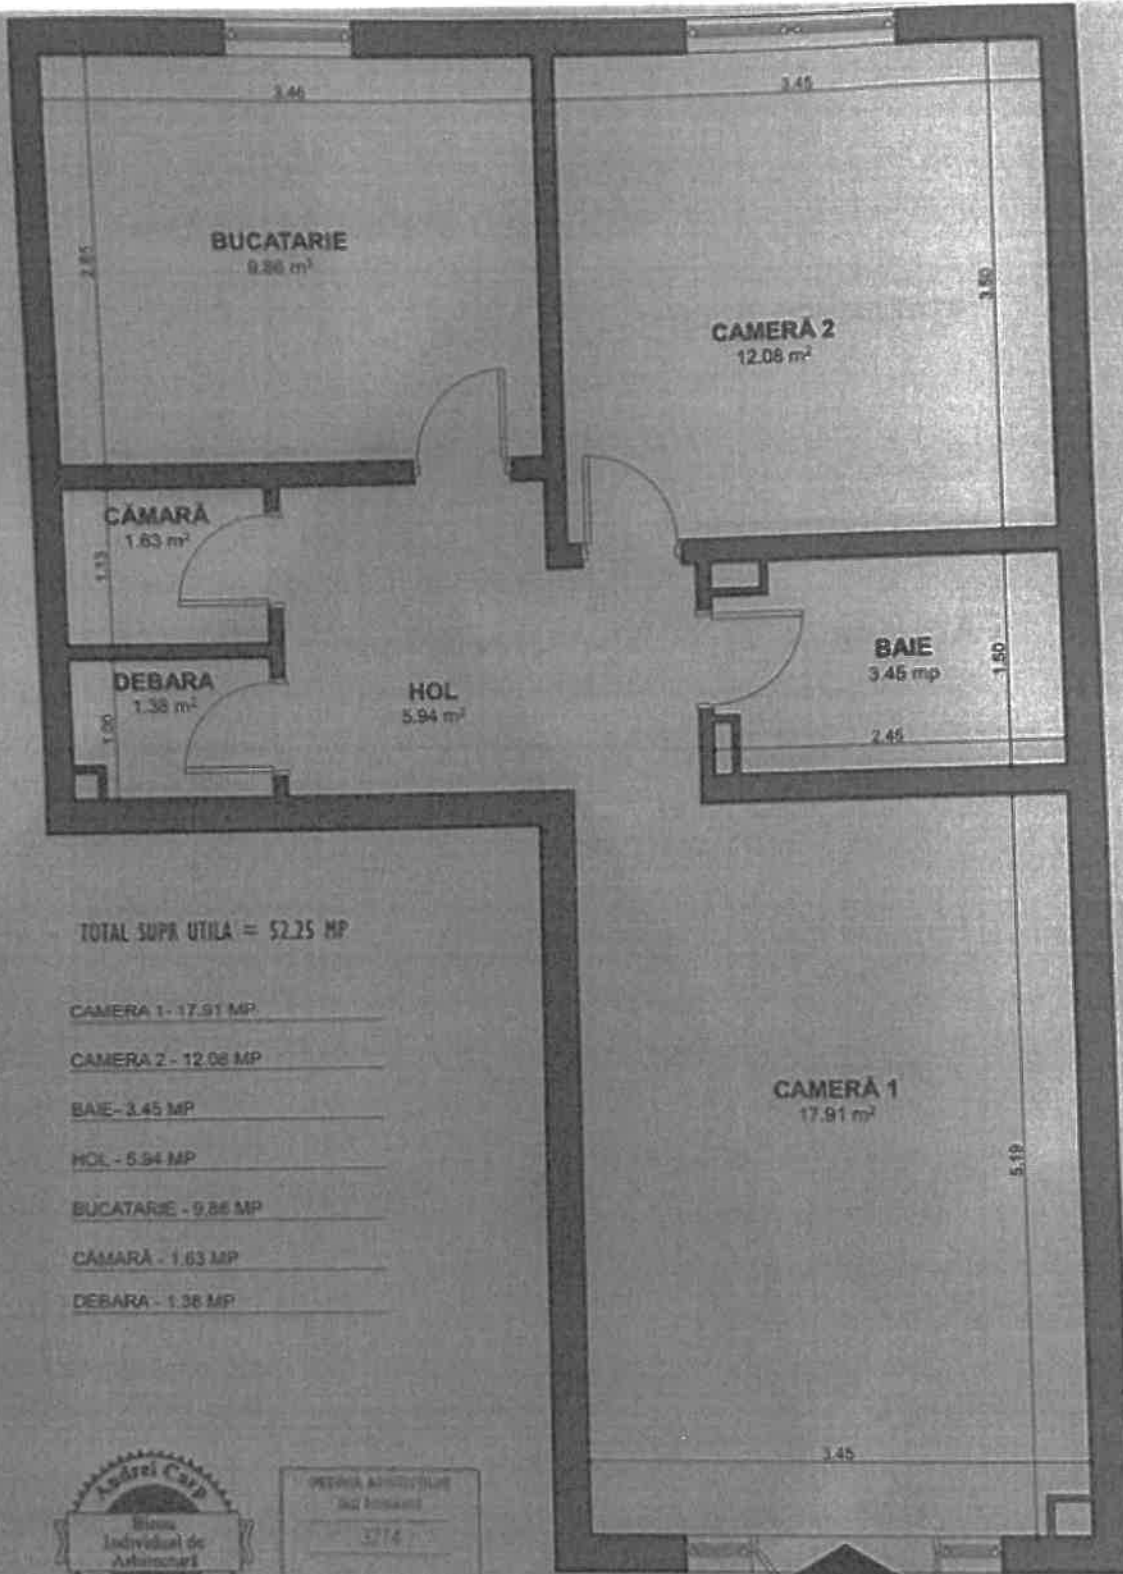 3.46
3.45
BUCATARIE
9.86 m²
2.85
3.50
CAMERĂ 2
12.08 m²
CĂMARĂ
1.63 m²
1.13
BAIE
3.45 mp
1.50
2.45
DEBARA
1.38 m²
1.00
HOL
5.94 m²
TOTAL SUPR UTILA = 52.25 MP
CAMERA 1- 17.91 MP
CAMERA 2 - 12.08 MP
BAIE- 3.45 MP
HOL - 5.94 MP
BUCATARIE - 9.86 MP
CĂMARĂ - 1.63 MP
DEBARA - 1.38 MP
CAMERĂ 1
17.91 m²
5.19
3.45
Andrei Carp
Birou
Individual de
Arhitectură
3274